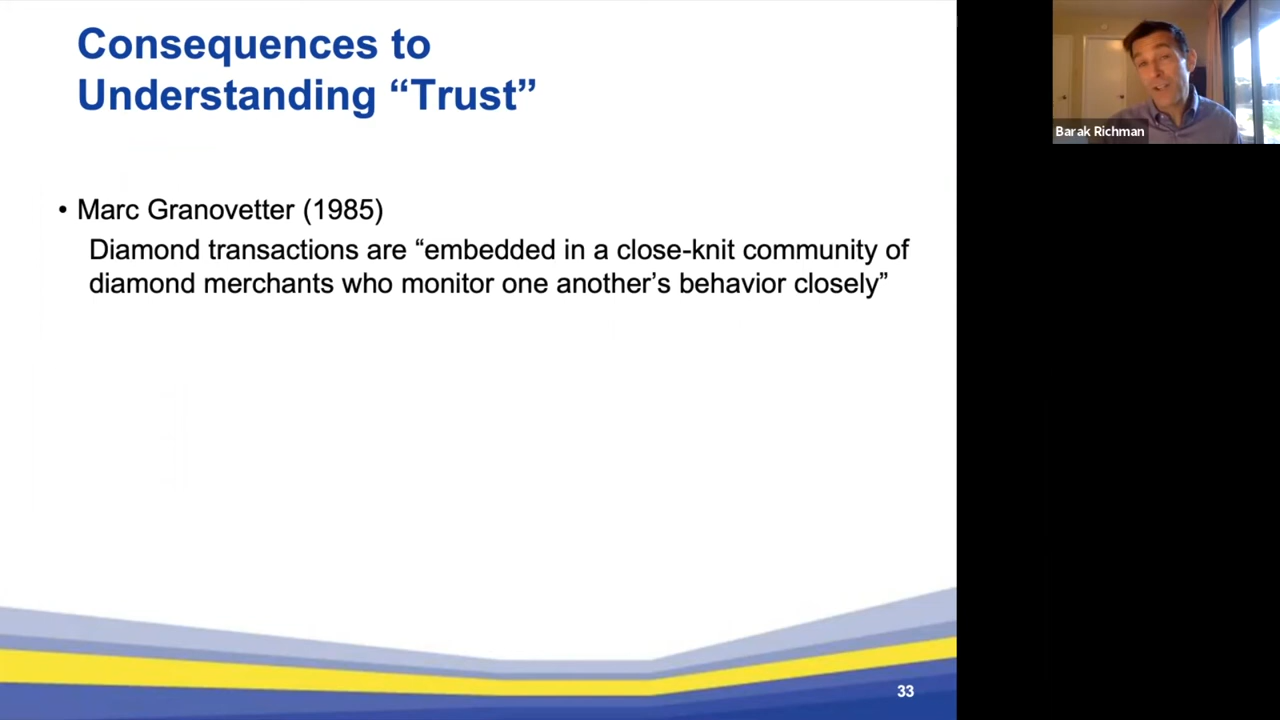 Consequences to
Understanding “Trust”
• Marc Granovetter (1985)
Diamond transactions are “embedded in a close-knit community of
diamond merchants who monitor one another’s behavior closely”
33
Barak Richman